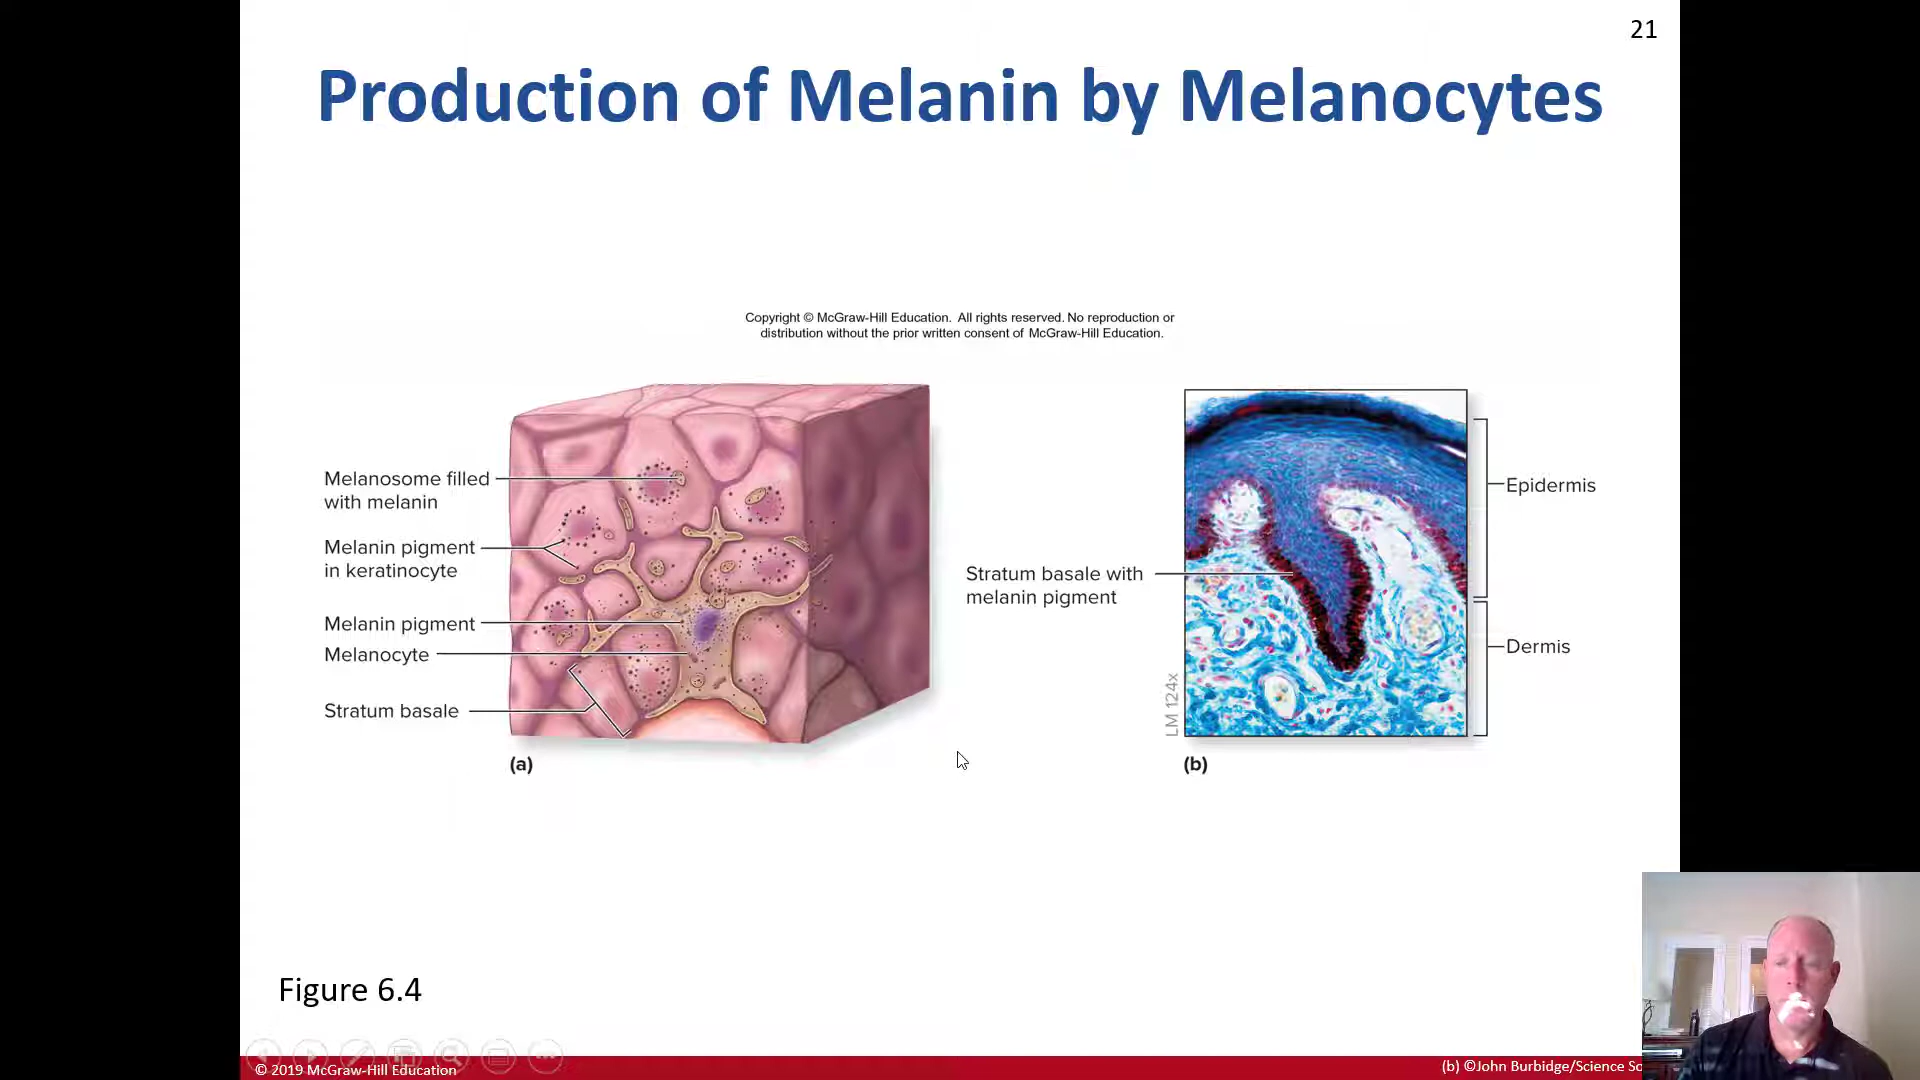 21
Production of Melanin by Melanocytes
Copyright © McGraw-Hill Education. All rights reserved. No reproduction or
distribution without the prior written consent of McGraw-Hill Education.
Melanosome filled
with melanin
Melanin pigment
in keratinocyte
Melanin pigment
Melanocyte
Stratum basale
(a)
Stratum basale with
melanin pigment
LM 124x
Epidermis
Dermis
(b)
Figure 6.4
© 2019 McGraw-Hill Education
(b) ©John Burbidge/Science So